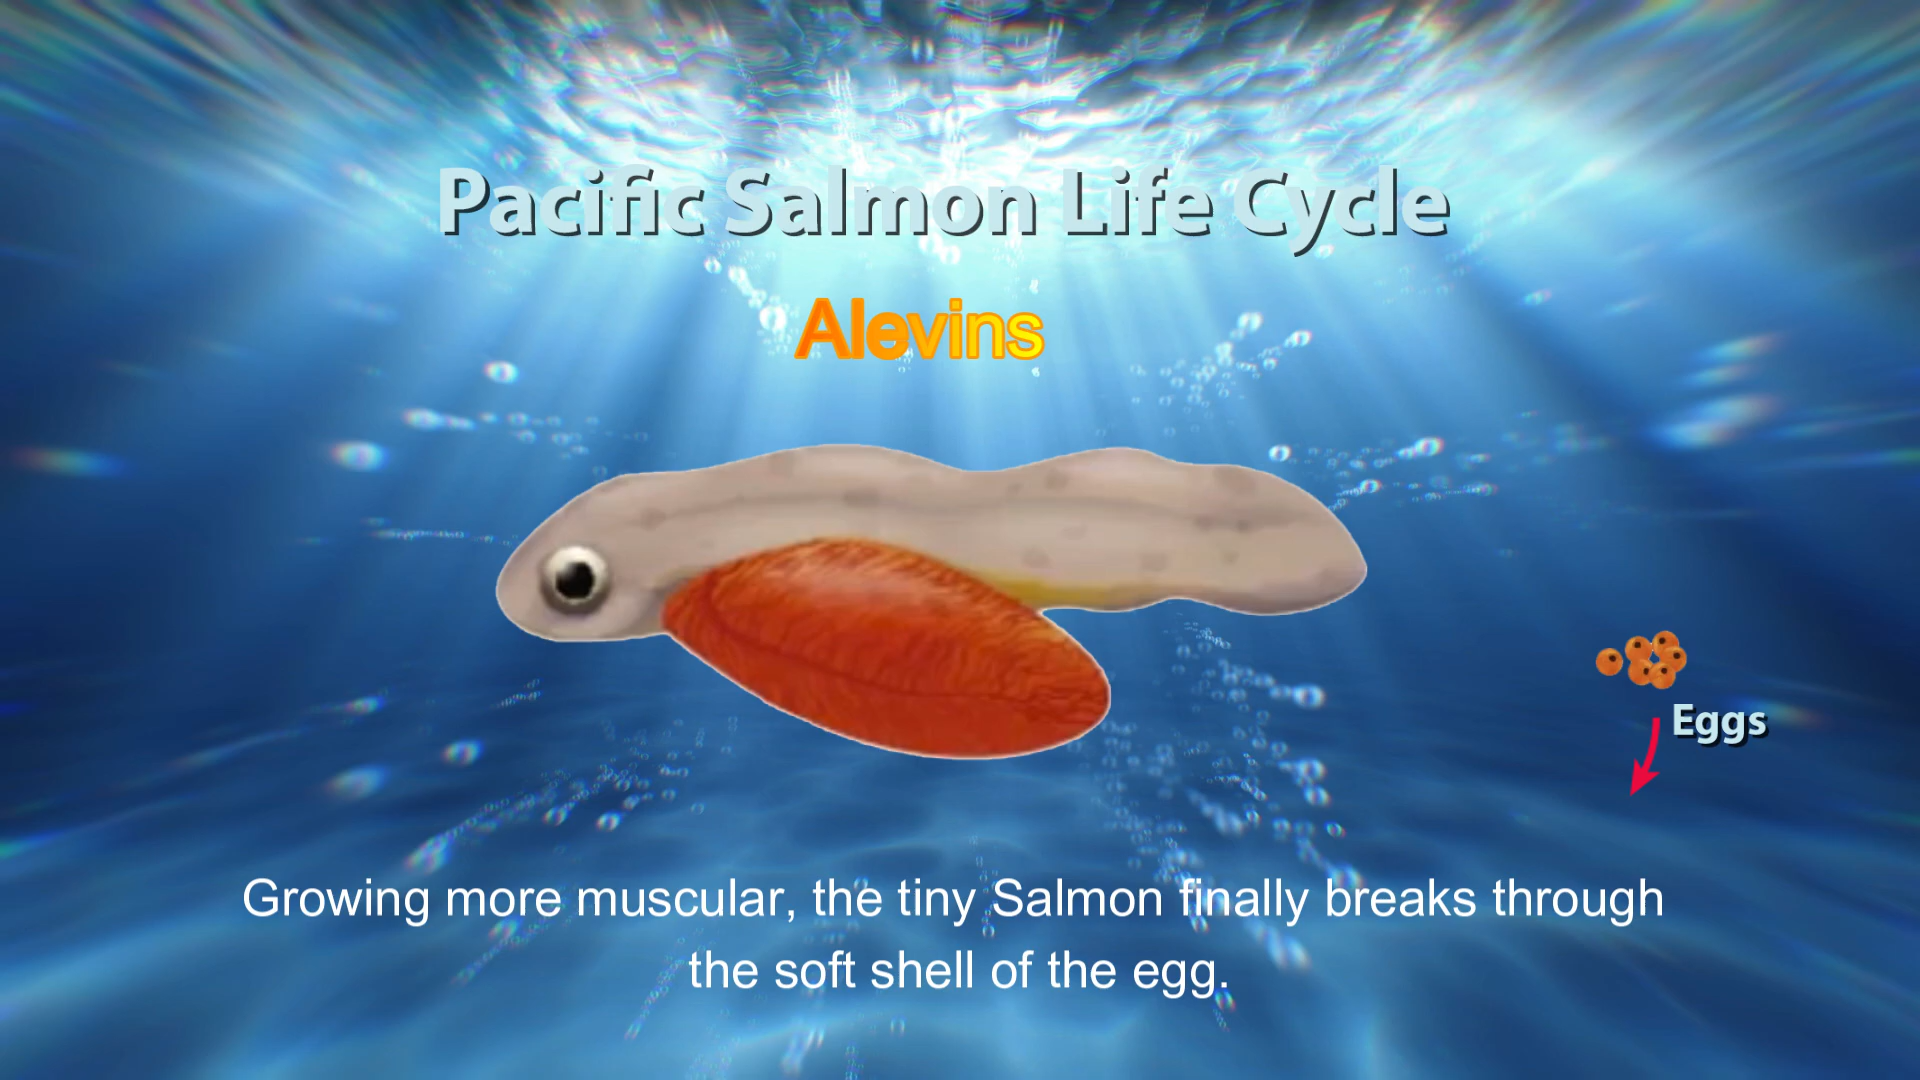 Pacific Salmon Life Cycle
Alevins
Eggs
Growing more muscular, the tiny Salmon finally breaks through
the soft shell of the egg.